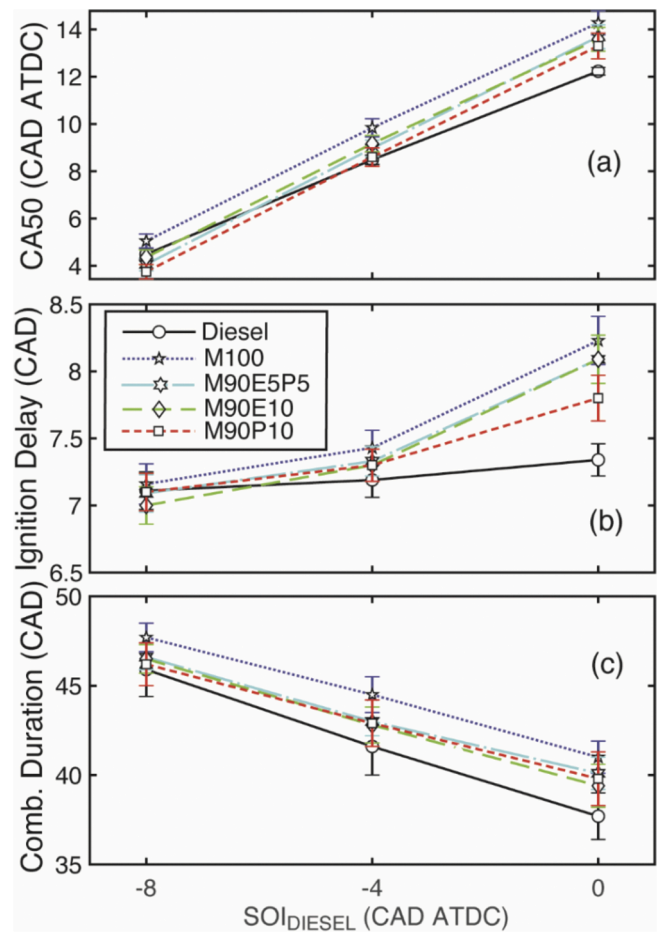 CA50 (CAD ATDC)
14
12
10
8
6
4
(a)
Ignition Delay (CAD)
8.5
8
7.5
7
6.5
Diesel
M100
M90E5P5
M90E10
M90P10
(b)
Comb. Duration (CAD)
50
45
40
35
(c)
-8
-4
0
SOIDIESEL (CAD ATDC)